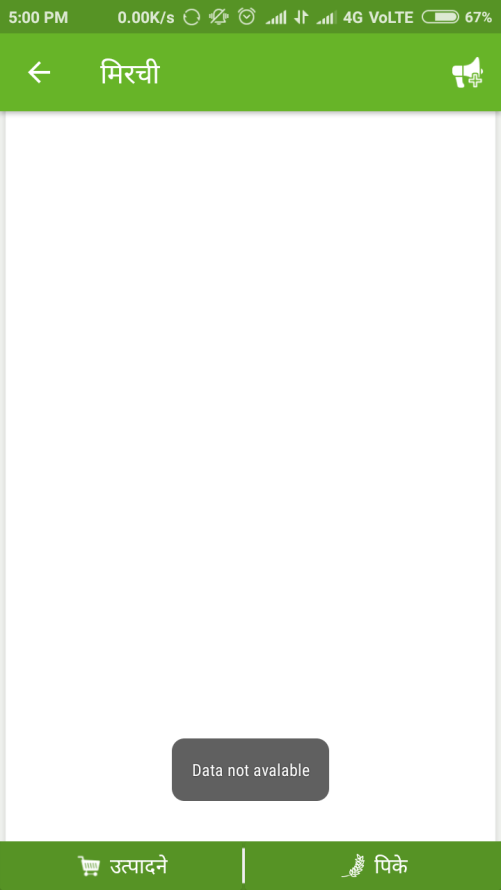 5:00 PM 0.00K/s 4G VoLTE 67%
मिरची
Data not avalable
उत्पादने पिके